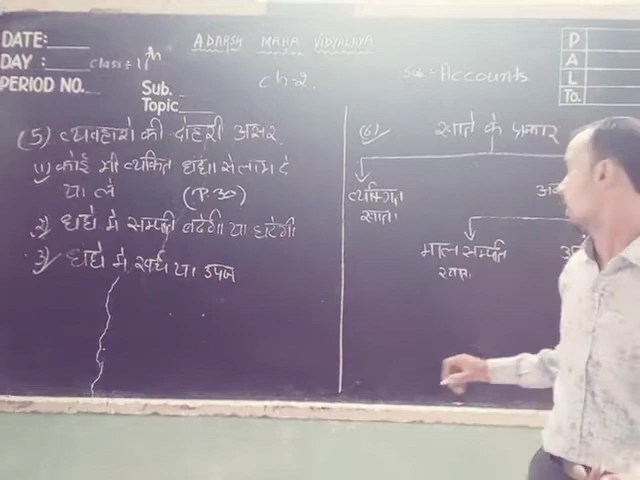 DATE:
DAY : Class = 11th
PERIOD NO.
ADARSH MAHA VIDYALAYA
Sub.
Topic
Ch-2.
Sub = Accounts
P
A
L
To.
(5) व्यवहारो की दोहरी असर
(1) कोई भी व्यकित धंधा से लाभ दे
या ले (P.30)
2) धंधे मे सम्पति बढेगी या घटेगी
3) धंधे मे खर्च या उपज
(6) खाते के प्रकार
व्यक्तिगत
खाता
माल सम्पति
खाता